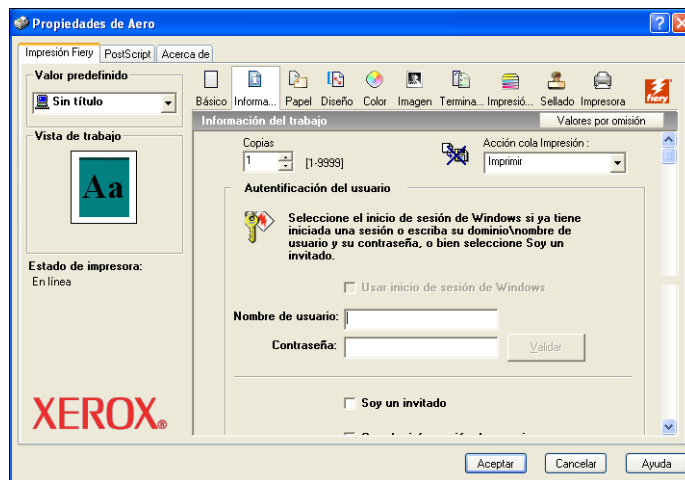 Propiedades de Aero
Impresión Fiery
PostScript
Acerca de
Valor predefinido
Sin título
Vista de trabajo
Aa
Estado de impresora:
En línea
XEROX®
Básico
Informa...
Papel
Diseño
Color
Imagen
Termina...
Impresió...
Sellado
Impresora
fiery
Información del trabajo
Valores por omisión
Copias
1
[1-9999]
Acción cola Impresión :
Imprimir
Autentificación del usuario
Seleccione el inicio de sesión de Windows si ya tiene
iniciada una sesión o escriba su dominio\nombre de
usuario y su contraseña, o bien seleccione Soy un
invitado.
Usar inicio de sesión de Windows
Nombre de usuario:
Contraseña:
Validar
Soy un invitado
Aceptar
Cancelar
Ayuda